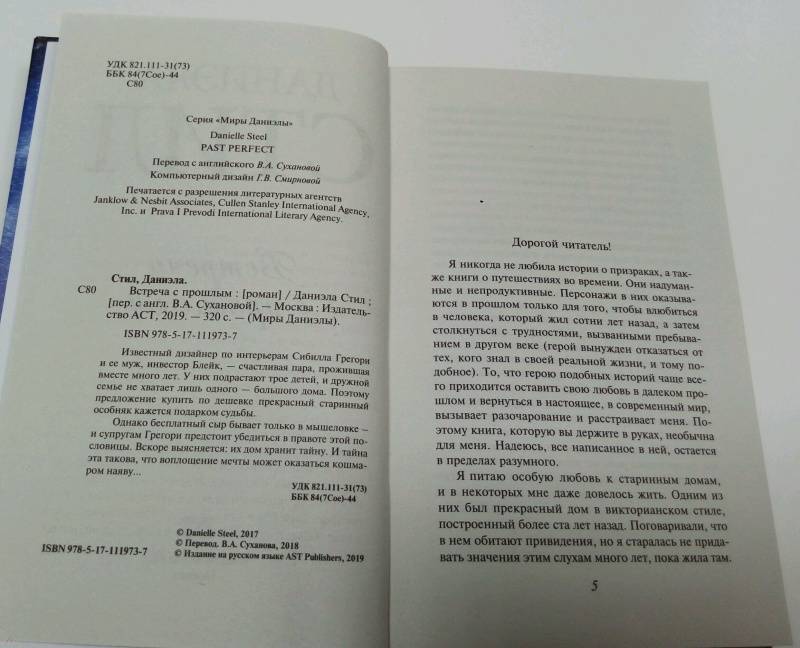 УДК 821.111-31(73)
ББК 84(7Сое)-44
С80
Серия «Миры Даниэлы»
Danielle Steel
PAST PERFECT
Перевод с английского В.А. Сухановой
Компьютерный дизайн Г.В. Смирновой
Печатается с разрешения литературных агентств
Janklow & Nesbit Associates, Cullen Stanley International Agency,
Inc. и Prava I Prevodi International Literary Agency.
Стил, Даниэла.
С80 Встреча с прошлым : [роман] / Даниэла Стил ;
[пер. с англ. В.А. Сухановой]. — Москва : Издатель-
ство АСТ, 2019. — 320 с. — (Миры Даниэлы).
ISBN 978-5-17-111973-7
Известный дизайнер по интерьерам Сибилла Грегори
и ее муж, инвестор Блейк, — счастливая пара, прожившая
вместе много лет. У них подрастают трое детей, и дружной
семье не хватает лишь одного — большого дома. Поэтому
предложение купить по дешевке прекрасный старинный
особняк кажется подарком судьбы.
Однако бесплатный сыр бывает только в мышеловке —
и супругам Грегори предстоит убедиться в правоте этой по-
словицы. Вскоре выясняется: их дом хранит тайну. И тайна
эта такова, что воплощение мечты может оказаться кошма-
ром наяву...
УДК 821.111-31(73)
ББК 84(7Сое)-44
© Danielle Steel, 2017
© Перевод. В.А. Суханова, 2018
ISBN 978-5-17-111973-7 © Издание на русском языке AST Publishers, 2019
Дорогой читатель!
Я никогда не любила истории о призраках, а так-
же книги о путешествиях во времени. Они надуман-
ные и непродуктивные. Персонажи в них оказыва-
ются в прошлом только для того, чтобы влюбиться
в человека, который жил сотни лет назад, а затем
столкнуться с трудностями, вызванными пребыва-
нием в другом веке (герой вынужден отказаться от
тех, кого знал в своей реальной жизни, и тому по-
добное). То, что герою подобных историй чаще все-
го приходится оставить свою любовь в далеком про-
шлом и вернуться в настоящее, в современный мир,
вызывает разочарование и расстраивает меня. По-
этому книга, которую вы держите в руках, необычна
для меня. Надеюсь, все написанное в ней, остается
в пределах разумного.
Я питаю особую любовь к старинным домам,
и в некоторых мне даже довелось жить. Одним из
них был прекрасный дом в викторианском стиле,
построенный более ста лет назад. Поговаривали, что
в нем обитают привидения, но я старалась не прида-
вать значения этим слухам много лет, пока жила там.
5